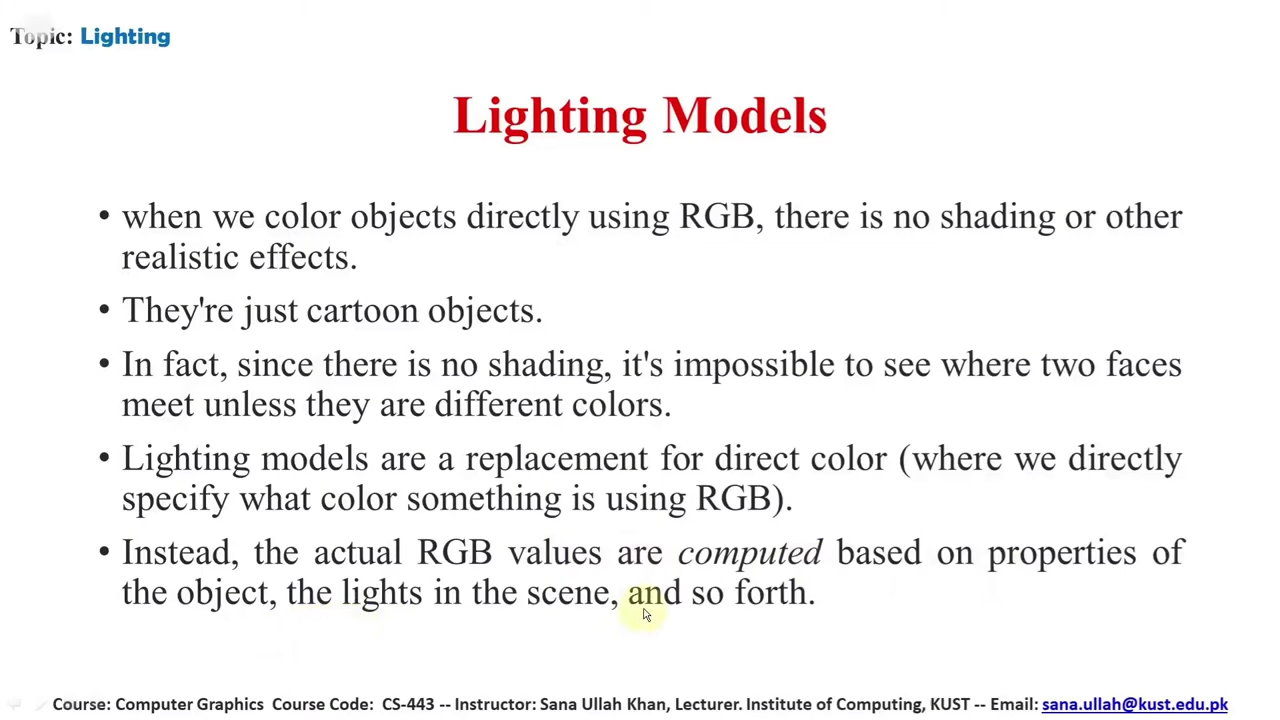 Topic: Lighting
Lighting Models
• when we color objects directly using RGB, there is no shading or other
realistic effects.
• They're just cartoon objects.
• In fact, since there is no shading, it's impossible to see where two faces
meet unless they are different colors.
• Lighting models are a replacement for direct color (where we directly
specify what color something is using RGB).
• Instead, the actual RGB values are computed based on properties of
the object, the lights in the scene, and so forth.
Course: Computer Graphics Course Code: CS-443 -- Instructor: Sana Ullah Khan, Lecturer. Institute of Computing, KUST -- Email: sana.ullah@kust.edu.pk